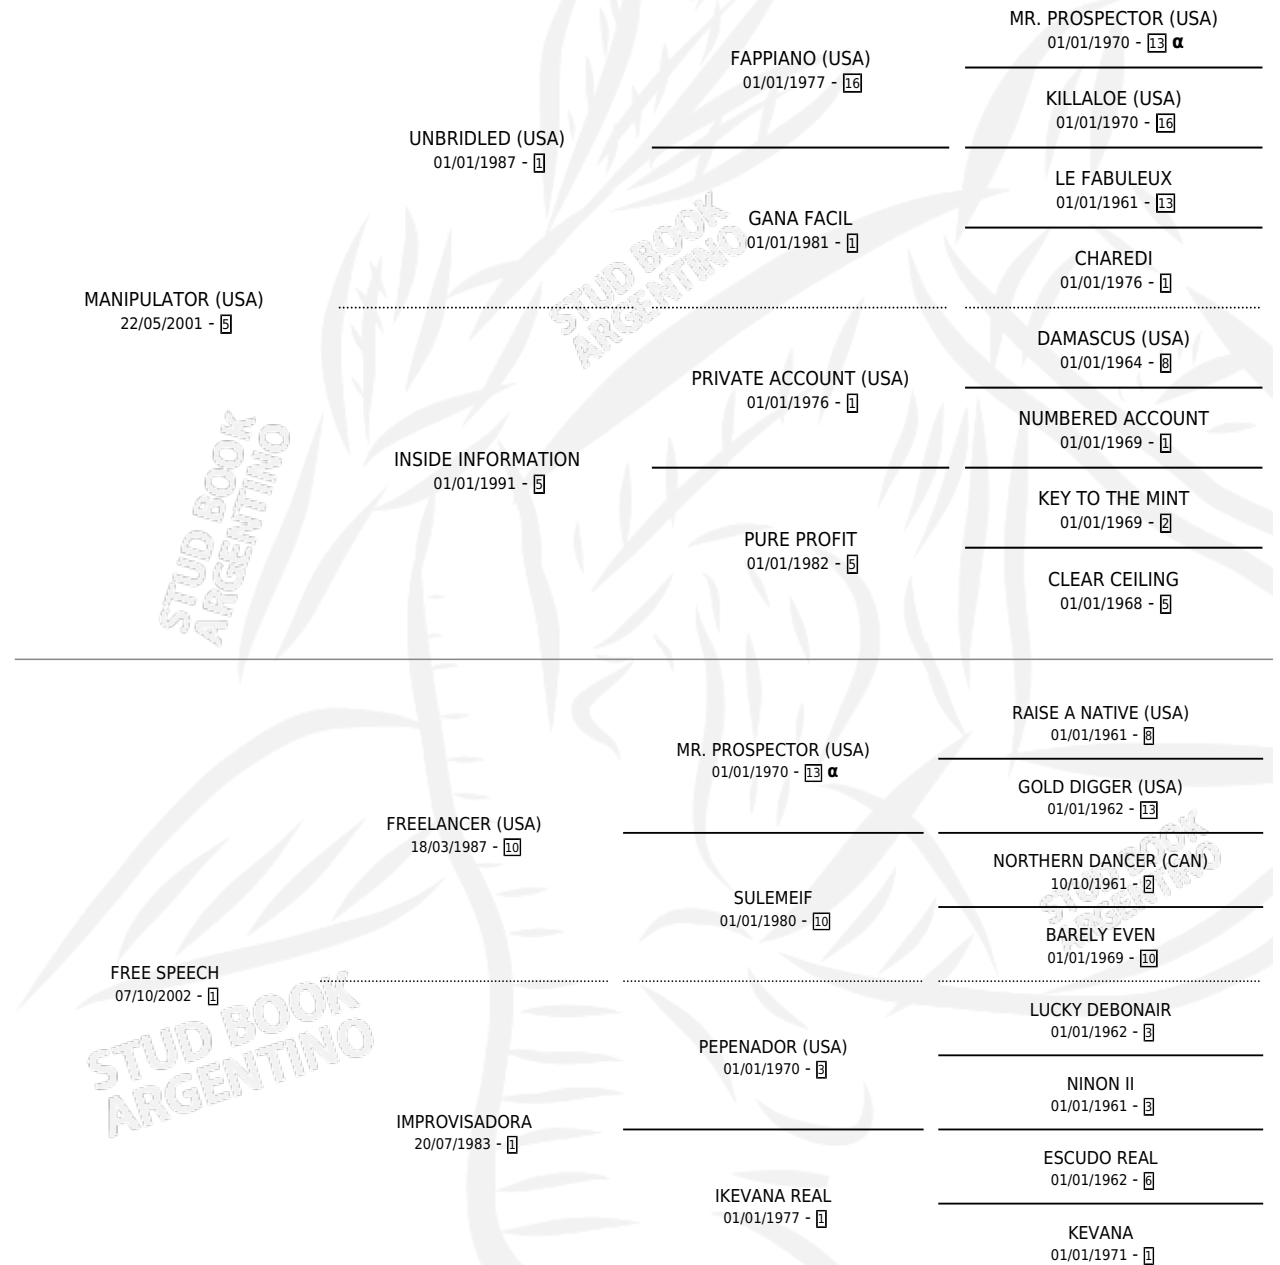 MR. PROSPECTOR (USA)
01/01/1970 - 13 α
FAPPIANO (USA)
01/01/1977 - 16
KILLALOE (USA)
01/01/1970 - 16
UNBRIDLED (USA)
01/01/1987 - 1
LE FABULEUX
01/01/1961 - 13
GANA FACIL
01/01/1981 - 1
CHAREDI
01/01/1976 - 1
MANIPULATOR (USA)
22/05/2001 - 5
DAMASCUS (USA)
01/01/1964 - 8
PRIVATE ACCOUNT (USA)
01/01/1976 - 1
NUMBERED ACCOUNT
01/01/1969 - 1
INSIDE INFORMATION
01/01/1991 - 5
KEY TO THE MINT
01/01/1969 - 2
PURE PROFIT
01/01/1982 - 5
CLEAR CEILING
01/01/1968 - 5
RAISE A NATIVE (USA)
01/01/1961 - 8
MR. PROSPECTOR (USA)
01/01/1970 - 13 α
GOLD DIGGER (USA)
01/01/1962 - 13
FREELANCER (USA)
18/03/1987 - 10
NORTHERN DANCER (CAN)
10/10/1961 - 2
SULEMEIF
01/01/1980 - 10
BARELY EVEN
01/01/1969 - 10
FREE SPEECH
07/10/2002 - 1
LUCKY DEBONAIR
01/01/1962 - 3
PEPENADOR (USA)
01/01/1970 - 3
NINON II
01/01/1961 - 3
IMPROVISADORA
20/07/1983 - 1
ESCUDO REAL
01/01/1962 - 6
IKEVANA REAL
01/01/1977 - 1
KEVANA
01/01/1971 - 1
STUD BOOK
ARGENTINO
STUD BOOK
ARGENTINO
STUD BOOK
ARGENTINO
STUD BOOK
ARGENTINO